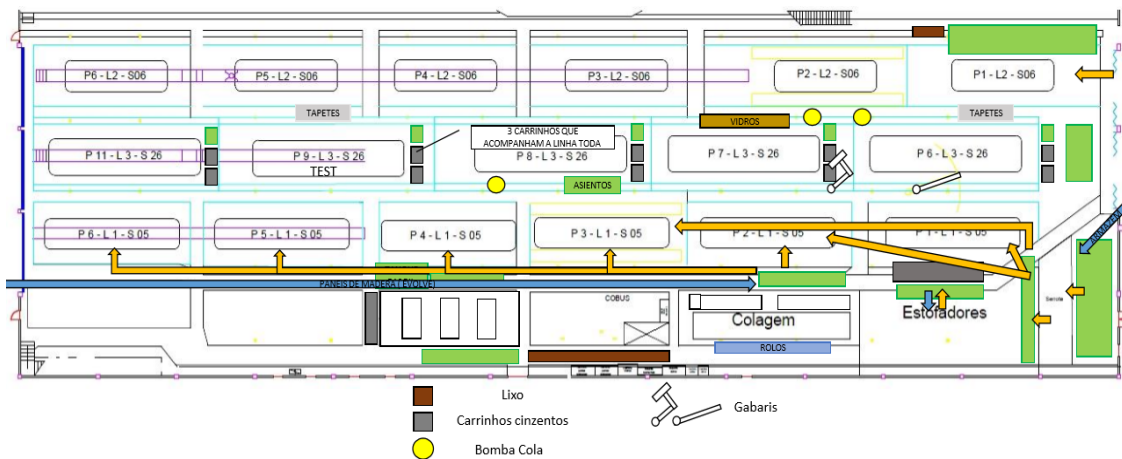 P6 - L2 - S06
P5 - L2 - S06
P4 - L2 - S06
P3 - L2 - S06
P2 - L2 - S06
P1 - L2 - S06
TAPETES
VIDROS
TAPETES
3 CARRINHOS QUE
ACOMPANHAM A LINHA TODA
P 11 - L 3 - S 26
P 9 - L 3 - S 26
TEST
P 8 - L 3 - S 26
P 7 - L 3 - S 26
P 6 - L 3 - S 26
ASIENTOS
P 6 - L 1 - S 05
P 5 - L 1 - S 05
P 4 - L 1 - S 05
P 3 - L 1 - S 05
P 2 - L 1 - S 05
P 1 - L 1 - S 05
PANEIS DE MADERA ( EVOLVE)
COBUS
Colagem
Estofadores
ROLOS
Lixo
Carrinhos cinzentos
Gabaris
Bomba Cola